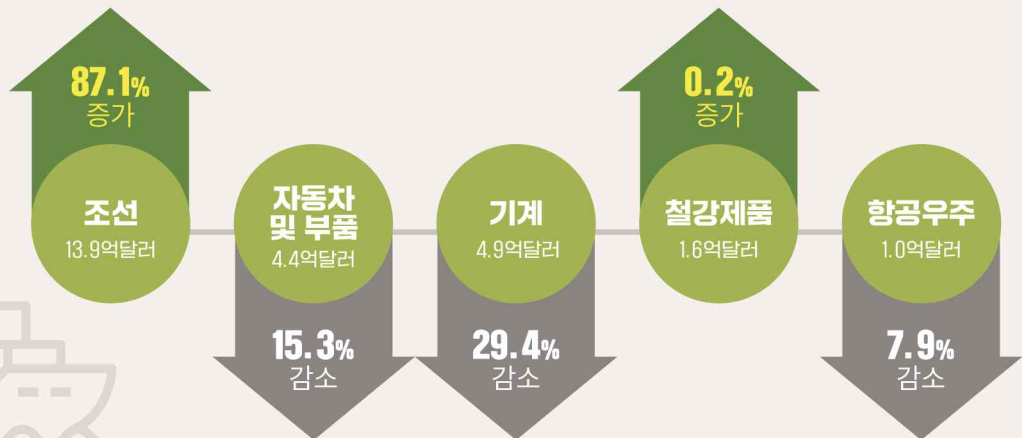 87.1%
증가
조선
13.9억달러
자동차
및 부품
4.4억달러
15.3%
감소
기계
4.9억달러
29.4%
감소
0.2%
증가
철강제품
1.6억달러
항공우주
1.0억달러
7.9%
감소